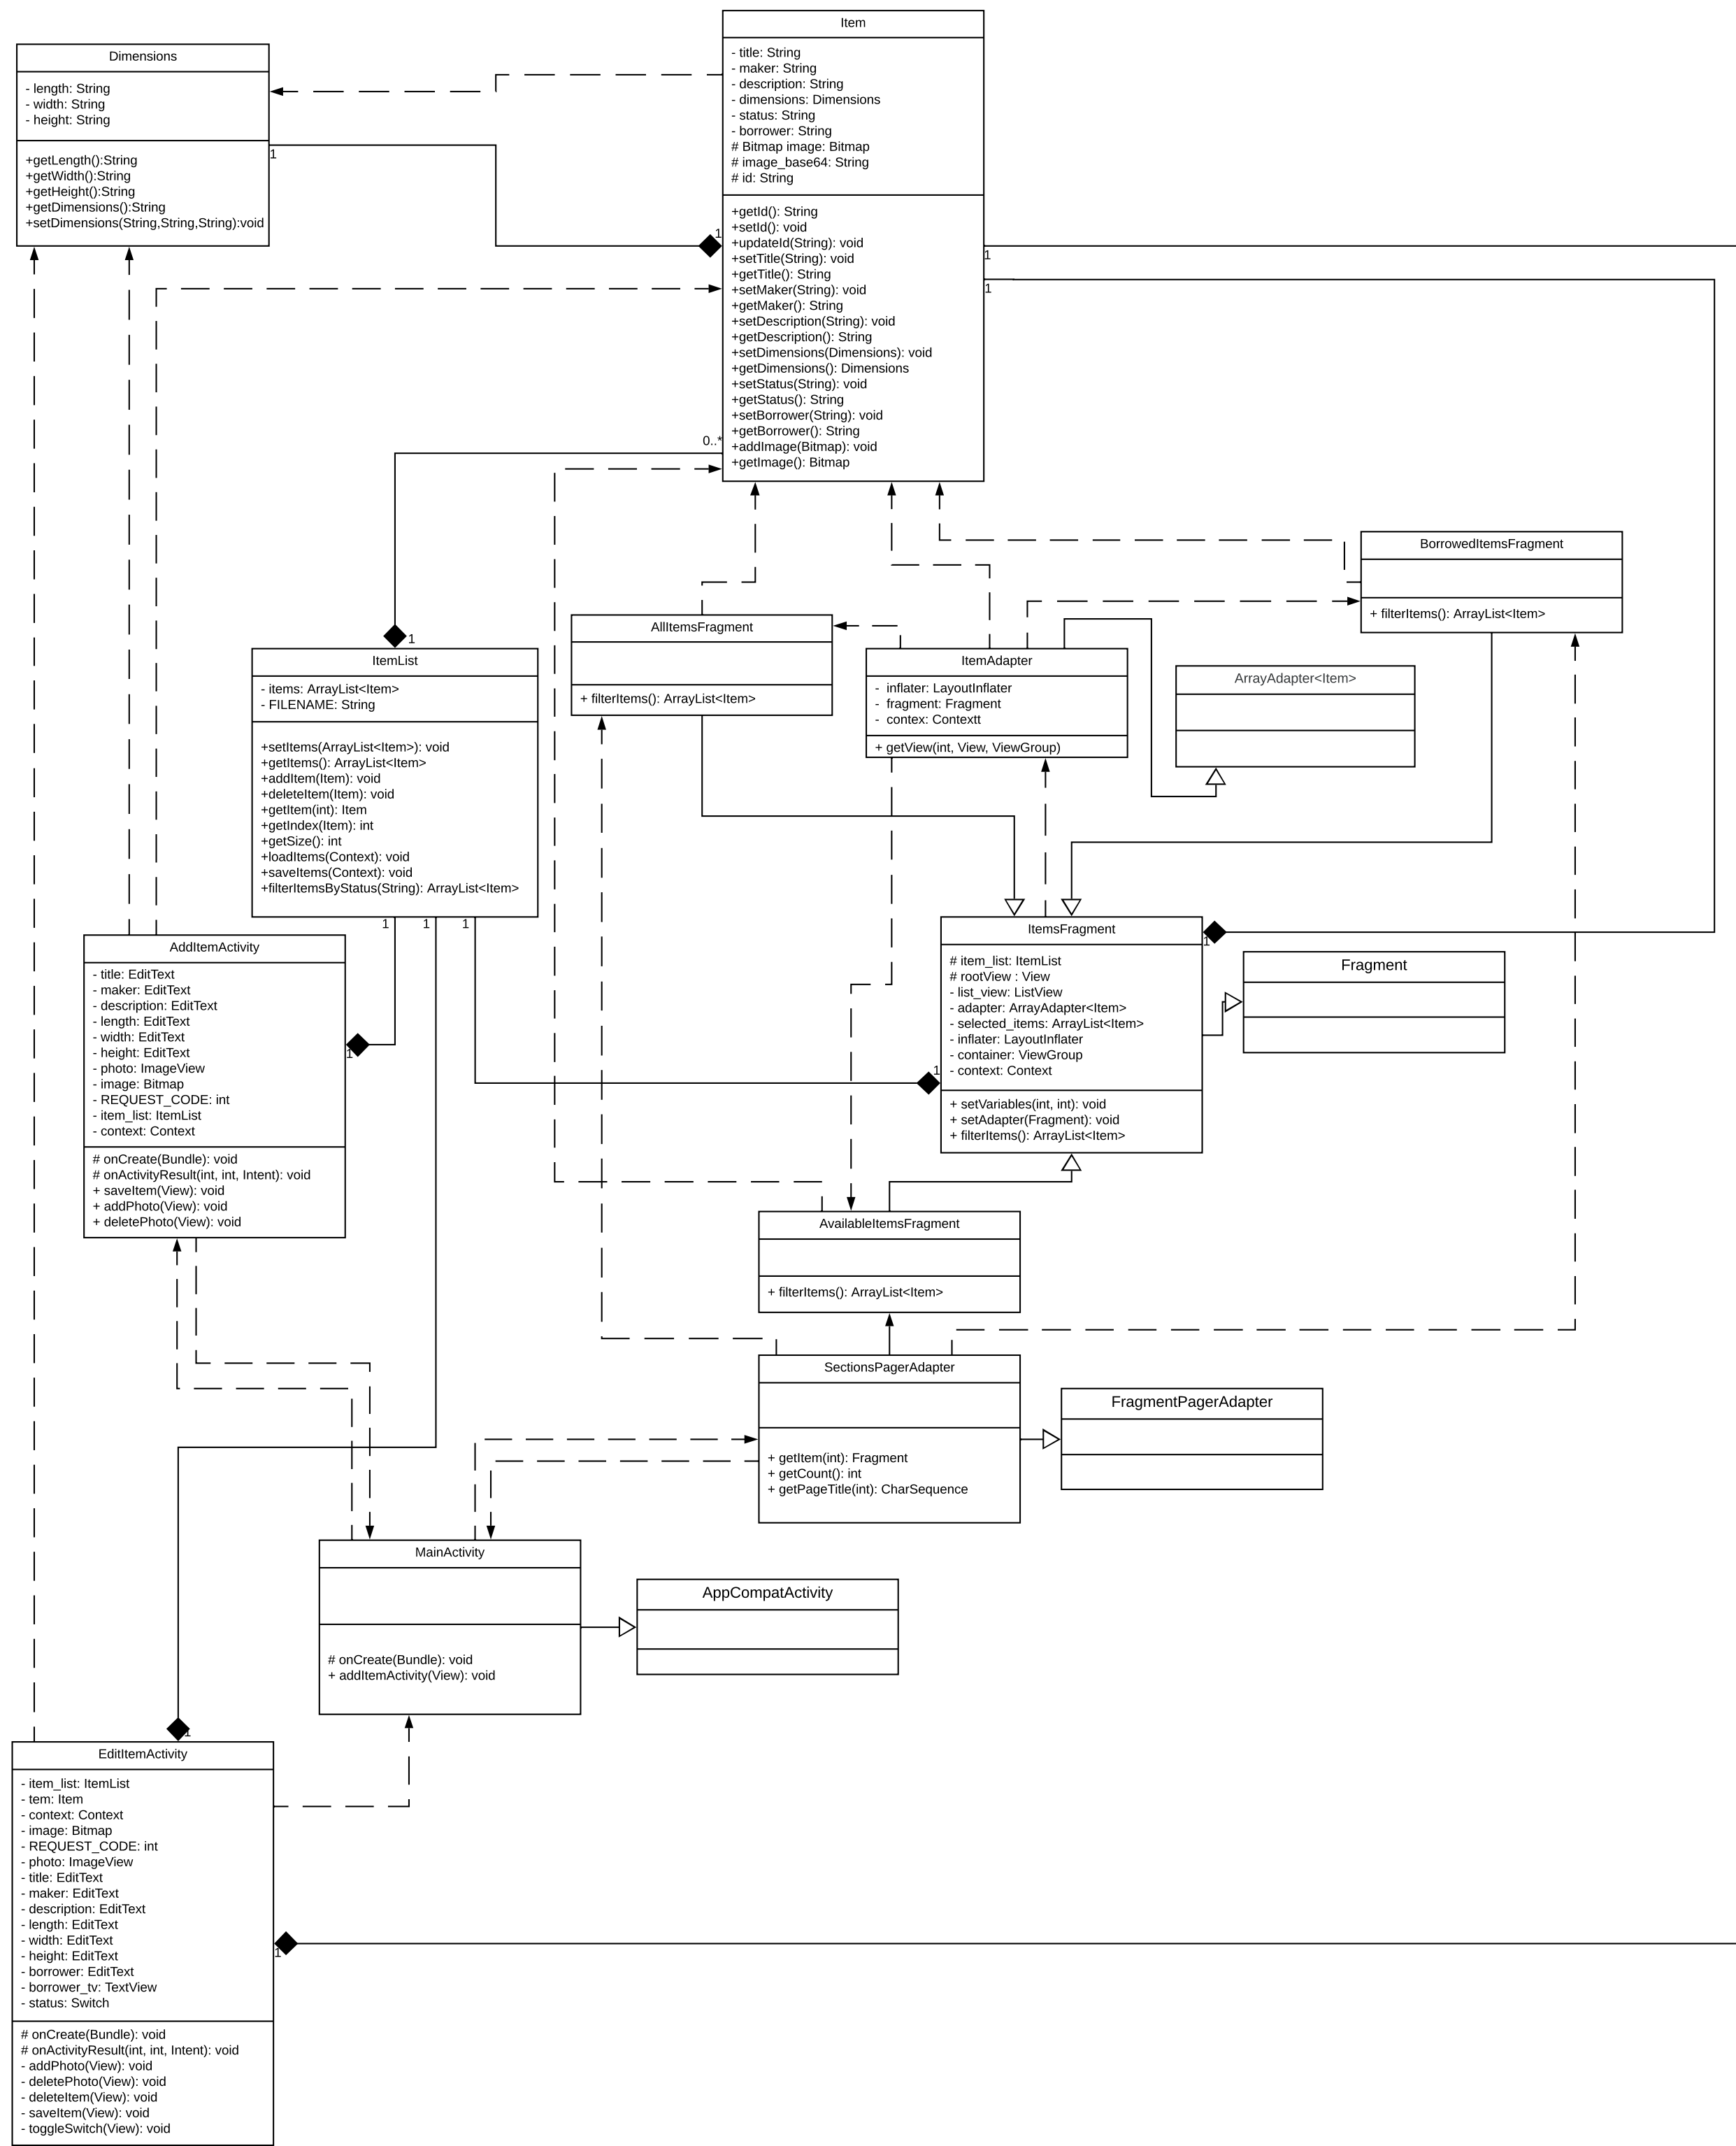 Item
- title: String
- maker: String
- description: String
- dimensions: Dimensions
- status: String
- borrower: String
# Bitmap image: Bitmap
# image_base64: String
# id: String
+getId(): String
+setId(): void
+updateId(String): void
+setTitle(String): void
+getTitle(): String
+setMaker(String): void
+getMaker(): String
+setDescription(String): void
+getDescription(): String
+setDimensions(Dimensions): void
+getDimensions(): Dimensions
+setStatus(String): void
+getStatus(): String
+setBorrower(String): void
+getBorrower(): String
+addImage(Bitmap): void
+getImage(): Bitmap
Dimensions
- length: String
- width: String
- height: String
+getLength():String
+getWidth():String
+getHeight():String
+getDimensions():String
+setDimensions(String,String,String):void
1
1
1
1
0..*
1
BorrowedItemsFragment
+ filterItems(): ArrayList<Item>
AllItemsFragment
+ filterItems(): ArrayList<Item>
ItemList
- items: ArrayList<Item>
- FILENAME: String
+setItems(ArrayList<Item>): void
+getItems(): ArrayList<Item>
+addItem(Item): void
+deleteItem(Item): void
+getItem(int): Item
+getIndex(Item): int
+getSize(): int
+loadItems(Context): void
+saveItems(Context): void
+filterItemsByStatus(String): ArrayList<Item>
1
1
1
ItemAdapter
- inflater: LayoutInflater
- fragment: Fragment
- contex: Contextt
+ getView(int, View, ViewGroup)
ArrayAdapter<Item>
AddItemActivity
- title: EditText
- maker: EditText
- description: EditText
- length: EditText
- width: EditText
- height: EditText
- photo: ImageView
- image: Bitmap
- REQUEST_CODE: int
- item_list: ItemList
- context: Context
# onCreate(Bundle): void
# onActivityResult(int, int, Intent): void
+ saveItem(View): void
+ addPhoto(View): void
+ deletePhoto(View): void
1
ItemsFragment
# item_list: ItemList
# rootView : View
- list_view: ListView
- adapter: ArrayAdapter<Item>
- selected_items: ArrayList<Item>
- inflater: LayoutInflater
- container: ViewGroup
- context: Context
+ setVariables(int, int): void
+ setAdapter(Fragment): void
+ filterItems(): ArrayList<Item>
1
1
Fragment
AvailableItemsFragment
+ filterItems(): ArrayList<Item>
SectionsPagerAdapter
+ getItem(int): Fragment
+ getCount(): int
+ getPageTitle(int): CharSequence
FragmentPagerAdapter
MainActivity
# onCreate(Bundle): void
+ addItemActivity(View): void
AppCompatActivity
1
EditItemActivity
- item_list: ItemList
- tem: Item
- context: Context
- image: Bitmap
- REQUEST_CODE: int
- photo: ImageView
- title: EditText
- maker: EditText
- description: EditText
- length: EditText
- width: EditText
- height: EditText
- borrower: EditText
- borrower_tv: TextView
- status: Switch
# onCreate(Bundle): void
# onActivityResult(int, int, Intent): void
- addPhoto(View): void
- deletePhoto(View): void
- deleteItem(View): void
- saveItem(View): void
- toggleSwitch(View): void
1